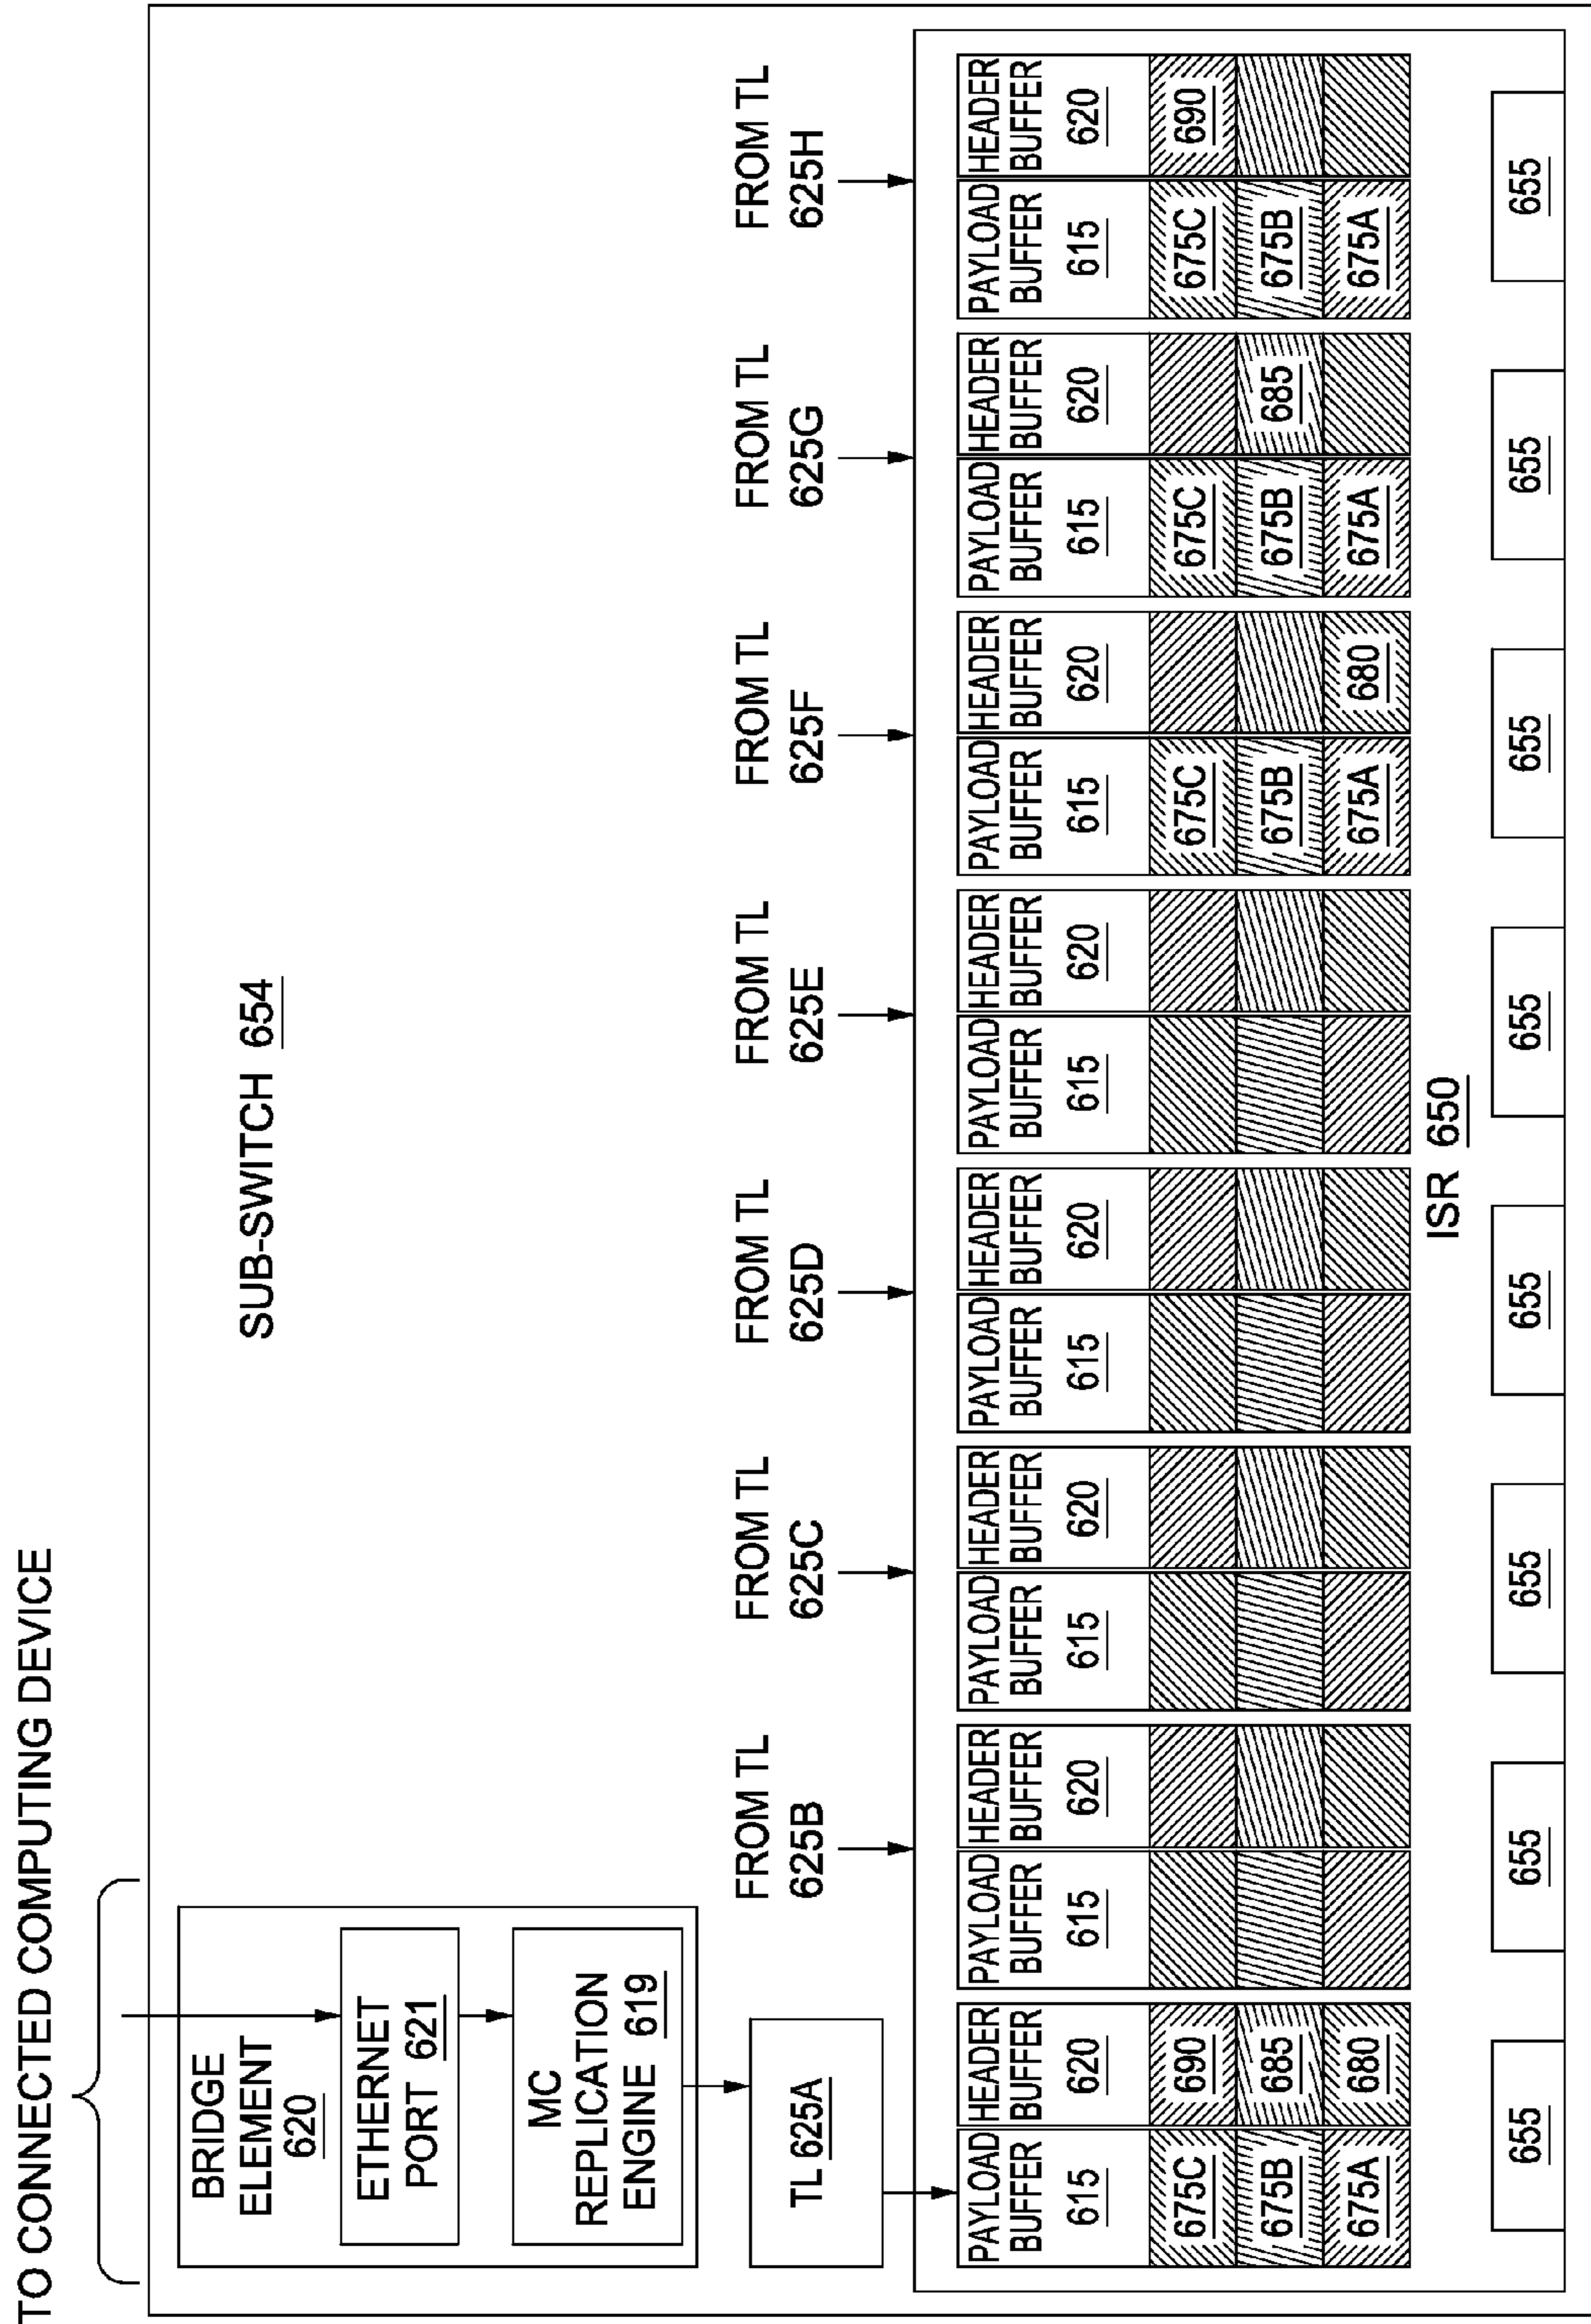 TO CONNECTED COMPUTING DEVICE
SUB-SWITCH 654
BRIDGE
ELEMENT
620
ETHERNET
PORT 621
MC
REPLICATION
ENGINE 619
TL 625A
FROM TL
625B
FROM TL
625C
FROM TL
625D
FROM TL
625E
FROM TL
625F
FROM TL
625G
FROM TL
625H
PAYLOAD
BUFFER
615
675C
675B
675A
HEADER
BUFFER
620
690
685
680
PAYLOAD
BUFFER
615
HEADER
BUFFER
620
PAYLOAD
BUFFER
615
HEADER
BUFFER
620
PAYLOAD
BUFFER
615
HEADER
BUFFER
620
PAYLOAD
BUFFER
615
HEADER
BUFFER
620
PAYLOAD
BUFFER
615
675C
675B
675A
HEADER
BUFFER
620
680
PAYLOAD
BUFFER
615
675C
675B
675A
HEADER
BUFFER
620
685
PAYLOAD
BUFFER
615
675C
675B
675A
HEADER
BUFFER
620
690
ISR 650
655
655
655
655
655
655
655
655